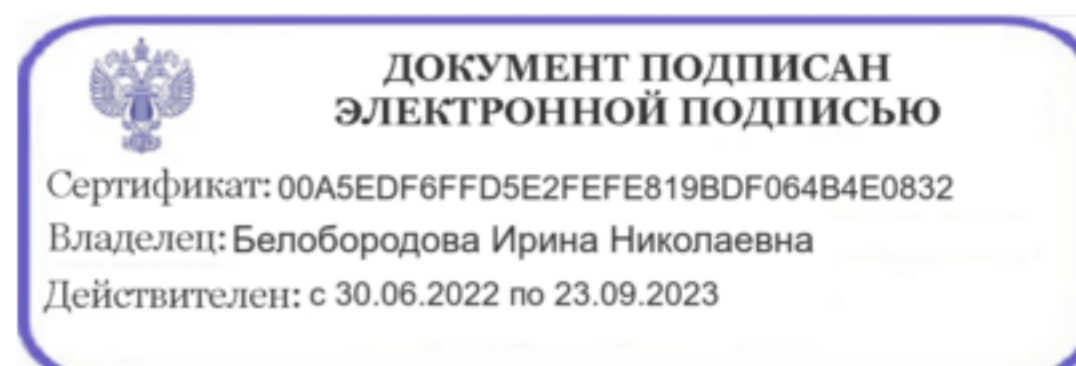 ДОКУМЕНТ ПОДПИСАН
ЭЛЕКТРОННОЙ ПОДПИСЬЮ
Сертификат: 00A5EDF6FFD5E2FEFE819BDF064B4E0832
Владелец: Белобородова Ирина Николаевна
Действителен: с 30.06.2022 по 23.09.2023